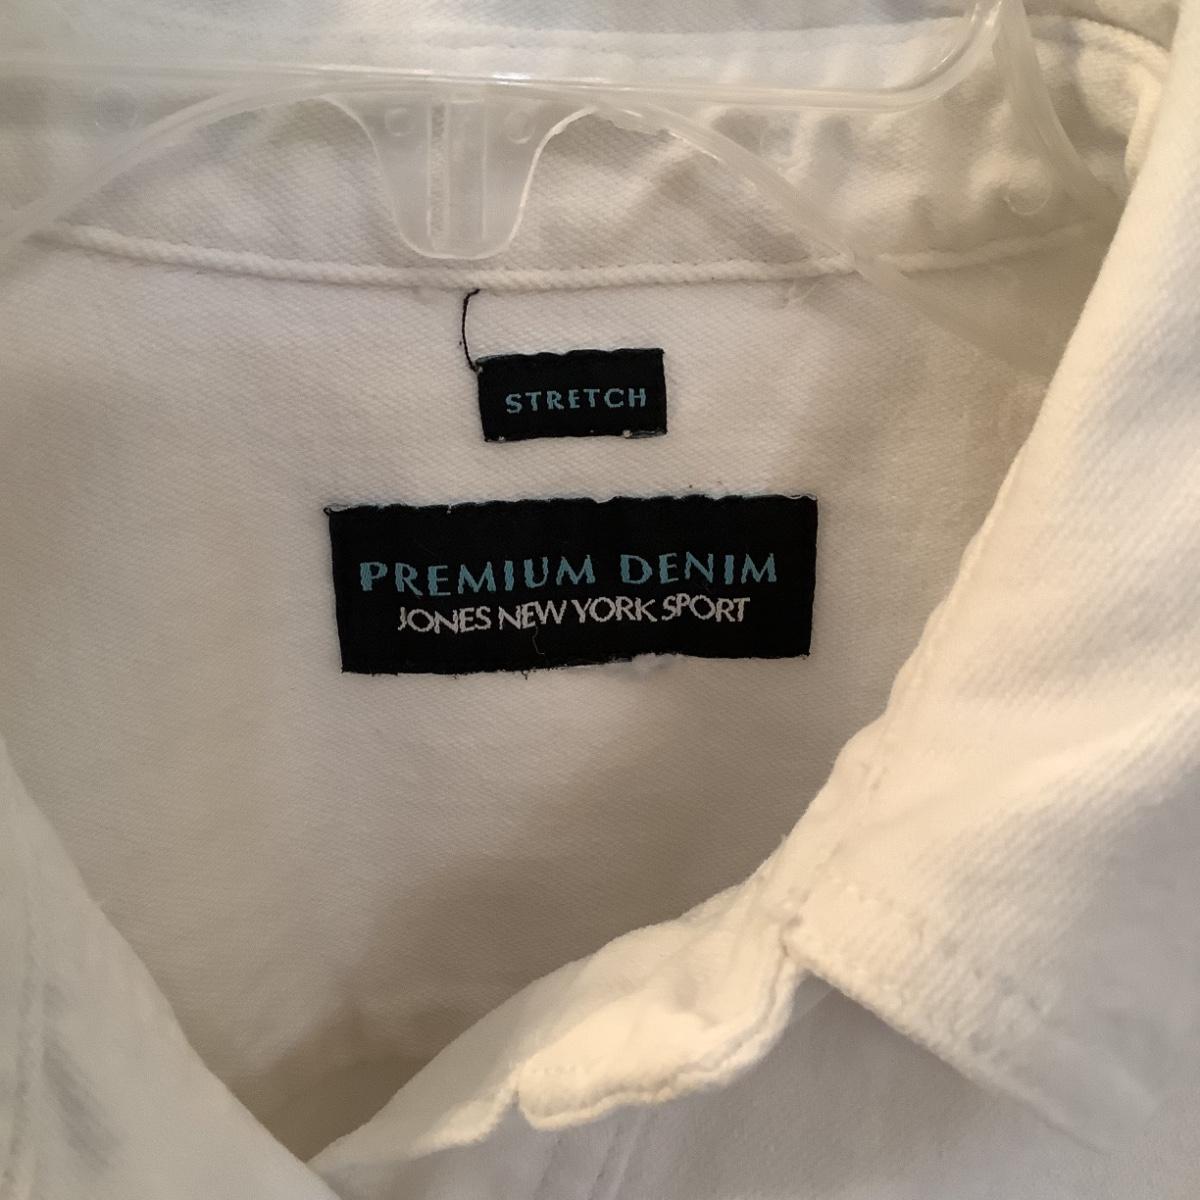 STRETCH
PREMIUM DENIM
JONES NEW YORK SPORT